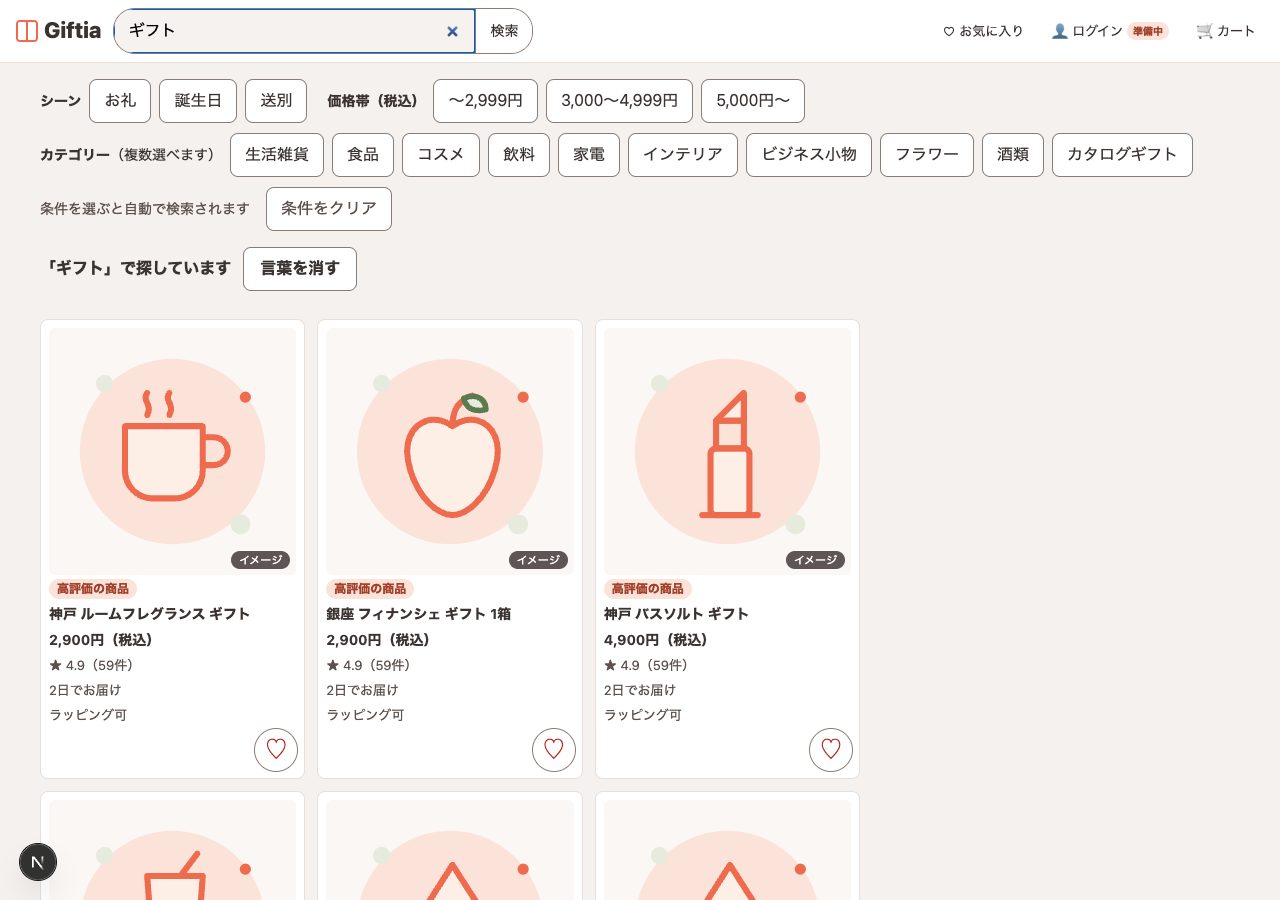 Giftia ギフト × 検索 ♡ お気に入り ログイン 準備中 カート
シーン お礼 誕生日 送別 価格帯（税込） 〜2,999円 3,000〜4,999円 5,000円〜
カテゴリー（複数選べます） 生活雑貨 食品 コスメ 飲料 家電 インテリア ビジネス小物 フラワー 酒類 カタログギフト
条件を選ぶと自動で検索されます 条件をクリア
「ギフト」で探しています 言葉を消す
イメージ イメージ イメージ
高評価の商品 高評価の商品 高評価の商品
神戸 ルームフレグランス ギフト 銀座 フィナンシェ ギフト 1箱 神戸 バスソルト ギフト
2,900円（税込） 2,900円（税込） 4,900円（税込）
★ 4.9（59件） ★ 4.9（59件） ★ 4.9（59件）
2日でお届け 2日でお届け 2日でお届け
ラッピング可 ラッピング可 ラッピング可
N